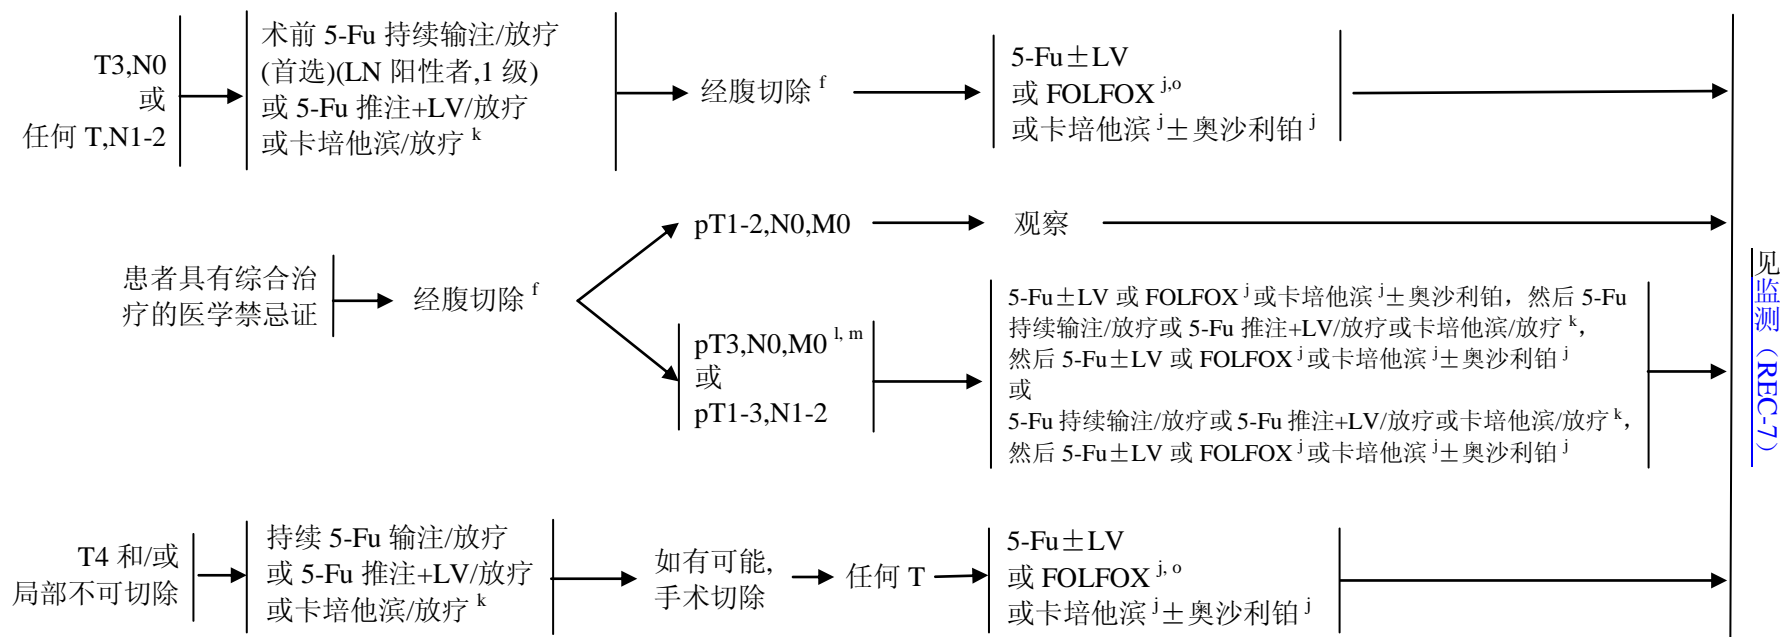 T3,N0
或
任何 T,N1-2
术前 5-Fu 持续输注/放疗
(首选)(LN 阳性者,1 级)
或 5-Fu 推注+LV/放疗
或卡培他滨/放疗 k
经腹切除 f
5-Fu±LV
或 FOLFOX j,o
或卡培他滨 j±奥沙利铂 j
患者具有综合治
疗的医学禁忌证
经腹切除 f
pT1-2,N0,M0
观察
pT3,N0,M0 l, m
或
pT1-3,N1-2
5-Fu±LV 或 FOLFOX j 或卡培他滨 j±奥沙利铂，然后 5-Fu
持续输注/放疗或 5-Fu 推注+LV/放疗或卡培他滨/放疗 k，
然后 5-Fu±LV 或 FOLFOX j 或卡培他滨 j±奥沙利铂 j
或
5-Fu 持续输注/放疗或 5-Fu 推注+LV/放疗或卡培他滨/放疗 k，
然后 5-Fu±LV 或 FOLFOX j 或卡培他滨 j±奥沙利铂 j
T4 和/或
局部不可切除
持续 5-Fu 输注/放疗
或 5-Fu 推注+LV/放疗
或卡培他滨/放疗 k
如有可能,
手术切除
任何 T
5-Fu±LV
或 FOLFOX j, o
或卡培他滨 j±奥沙利铂 j
见监测（REC-7）